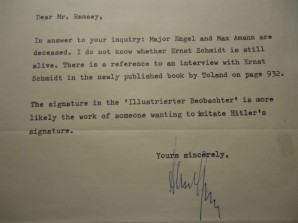 Dear Mr. Ramsey,
In answer to your inquiry: Major Engel and Max Amann are
deceased. I do not know whether Ernst Schmidt is still
alive. There is a reference to an interview with Ernst
Schmidt in the newly published book by Toland on page 932.
The signature in the 'Illustrierter Beobachter' is more
likely the work of someone wanting to imitate Hitler's
signature.
Yours sincerely,